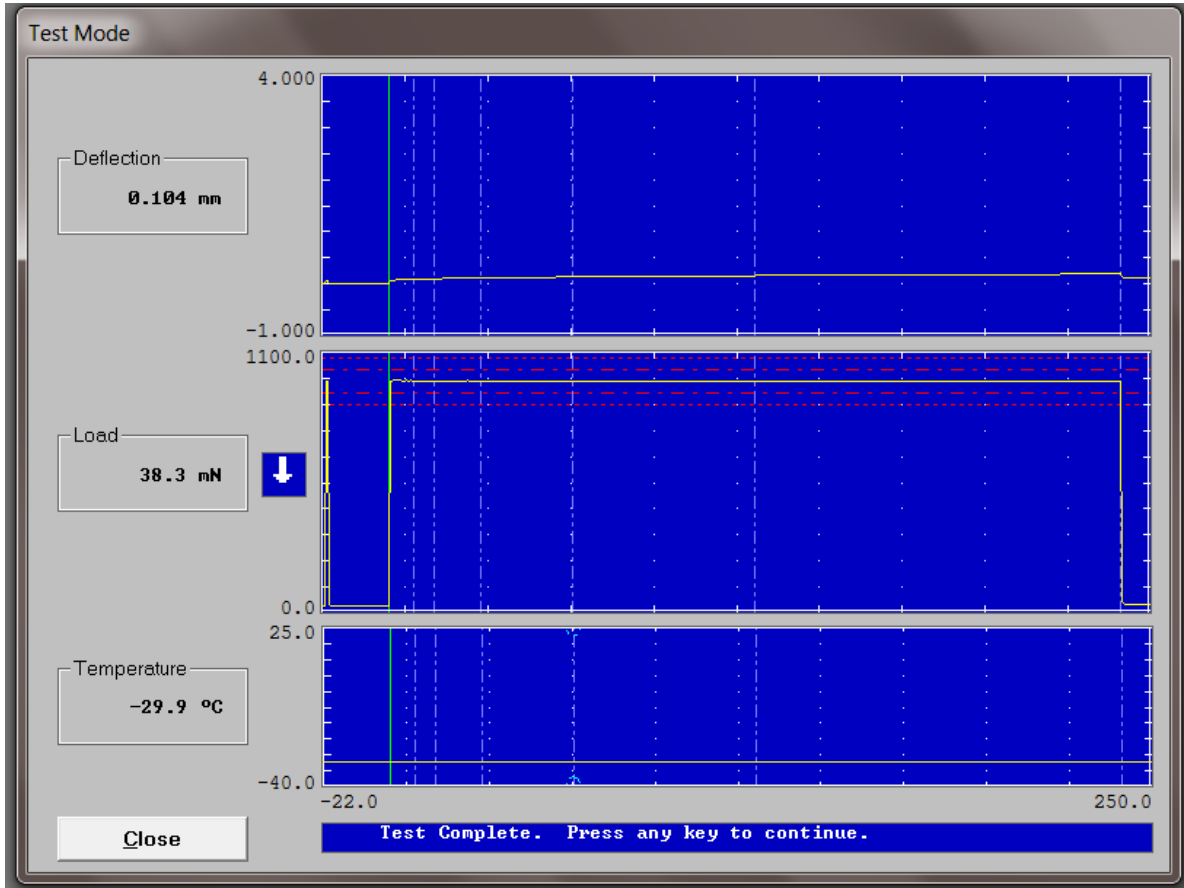 Test Mode
4.000
Deflection
0.104 mm
-1.000
1100.0
Load
38.3 mN
0.0
25.0
Temperature
-29.9 ºC
-40.0
-22.0 250.0
Test Complete. Press any key to continue.
Close